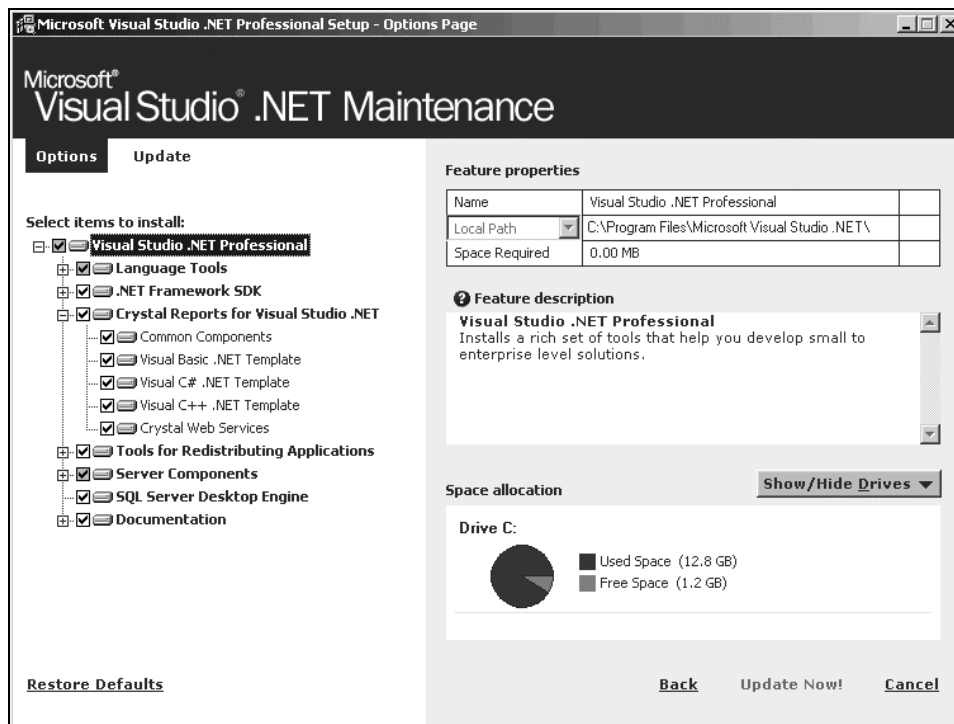 Microsoft Visual Studio .NET Professional Setup - Options Page
Microsoft®
Visual Studio® .NET Maintenance
Options Update
Select items to install:
Visual Studio .NET Professional
Language Tools
.NET Framework SDK
Crystal Reports for Visual Studio .NET
Common Components
Visual Basic .NET Template
Visual C# .NET Template
Visual C++ .NET Template
Crystal Web Services
Tools for Redistributing Applications
Server Components
SQL Server Desktop Engine
Documentation
Restore Defaults
Feature properties
Name Visual Studio .NET Professional
Local Path C:\Program Files\Microsoft Visual Studio .NET\
Space Required 0.00 MB
? Feature description
Visual Studio .NET Professional
Installs a rich set of tools that help you develop small to
enterprise level solutions.
Space allocation
Show/Hide Drives
Drive C:
Used Space (12.8 GB)
Free Space (1.2 GB)
Back Update Now! Cancel